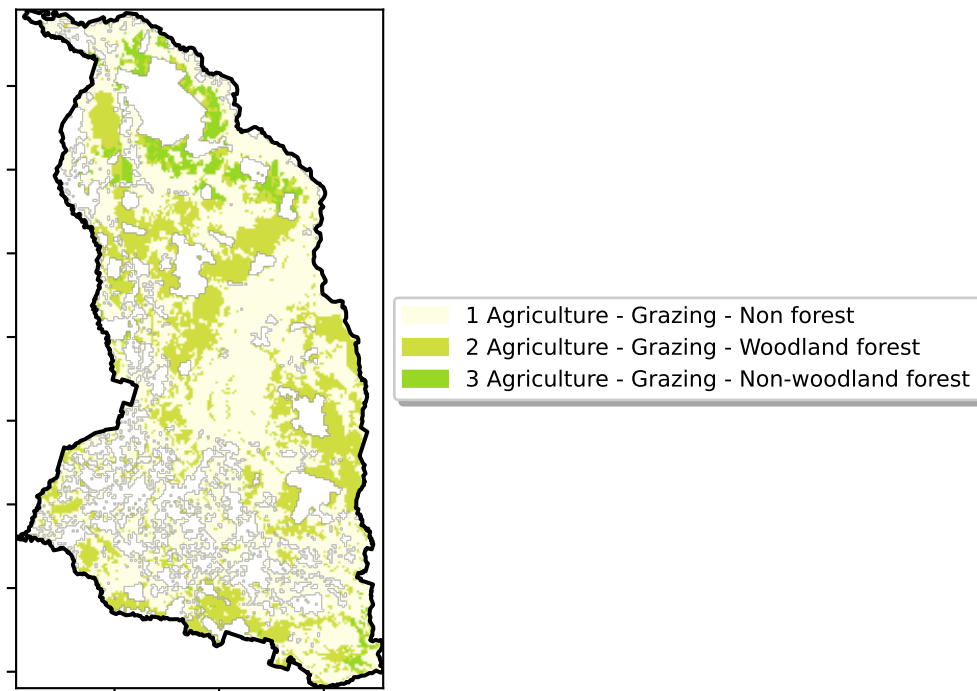 1 Agriculture - Grazing - Non forest
2 Agriculture - Grazing - Woodland forest
3 Agriculture - Grazing - Non-woodland forest